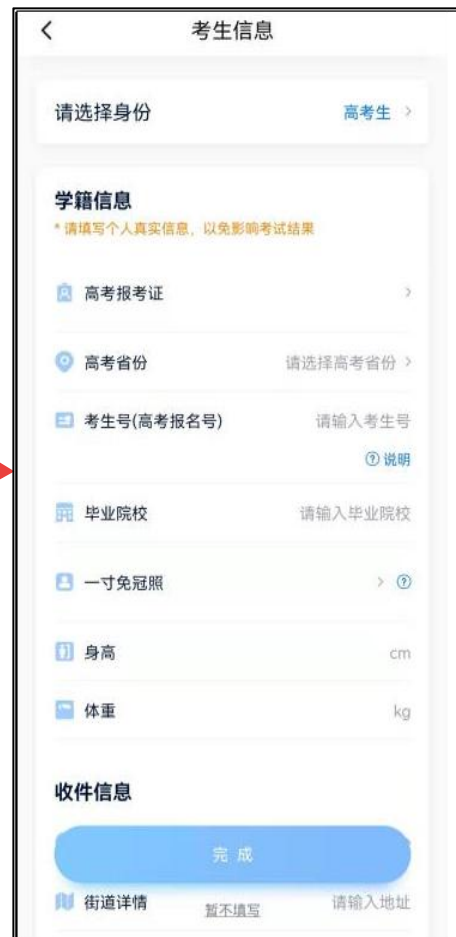 考生信息
请选择身份 高考生
学籍信息
* 请填写个人真实信息，以免影响考试结果
高考报考证
高考省份 请选择高考省份
考生号(高考报名号) 请输入考生号
? 说明
毕业院校 请输入毕业院校
一寸免冠照 ?
身高 cm
体重 kg
收件信息
完成
街道详情 请输入地址
暂不填写